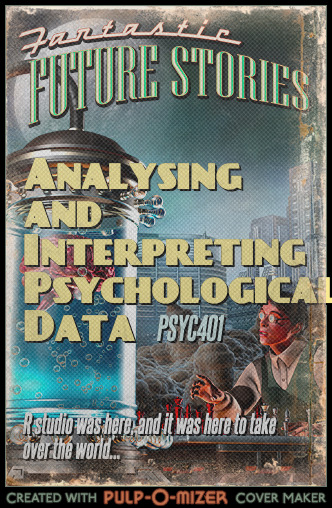 Fantastic
FUTURE STORIES
ANALYSING
AND
INTERPRETING
PSYCHOLOGICAL
DATA PSYC401
R studio was here, and it was here to take
over the world...
CREATED WITH PULP-O-MIZER COVER MAKER